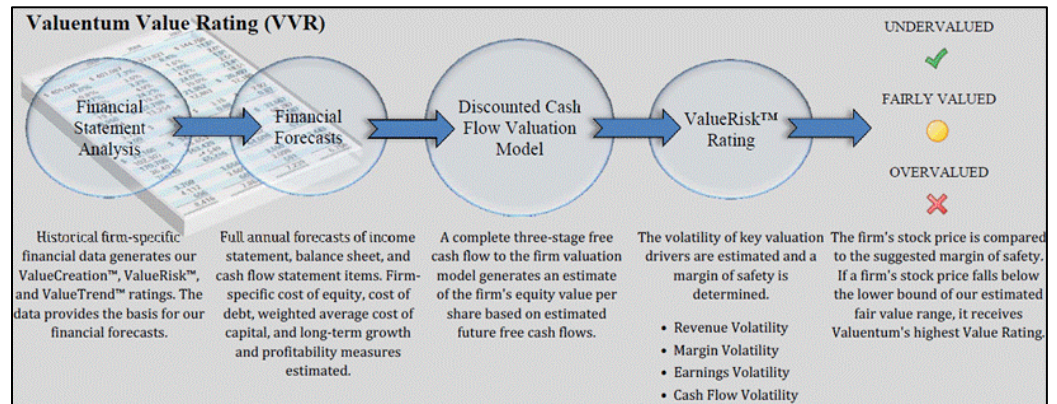 Valuentum Value Rating (VVR)
Financial
Statement
Analysis
Financial
Forecasts
Discounted Cash
Flow Valuation
Model
ValueRisk™
Rating
UNDERVALUED
FAIRLY VALUED
OVERVALUED
Historical firm-specific
financial data generates our
ValueCreation™, ValueRisk™,
and ValueTrend™ ratings. The
data provides the basis for our
financial forecasts.
Full annual forecasts of income
statement, balance sheet, and
cash flow statement items. Firm-
specific cost of equity, cost of
debt, weighted average cost of
capital, and long-term growth
and profitability measures
estimated.
A complete three-stage free
cash flow to the firm valuation
model generates an estimate
of the firm's equity value per
share based on estimated
future free cash flows.
The volatility of key valuation
drivers are estimated and a
margin of safety is
determined.
• Revenue Volatility
• Margin Volatility
• Earnings Volatility
• Cash Flow Volatility
The firm's stock price is compared
to the suggested margin of safety.
If a firm's stock price falls below
the lower bound of our estimated
fair value range, it receives
Valuentum's highest Value Rating.